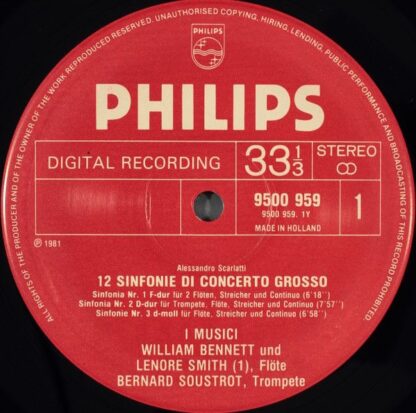 ALL RIGHTS OF THE PRODUCER AND OF THE OWNER OF THE WORK REPRODUCED RESERVED. UNAUTHORISED COPYING, HIRING, LENDING, PUBLIC PERFORMANCE AND BROADCASTING OF THIS RECORD PROHIBITED
PHILIPS
PHILIPS
DIGITAL RECORDING
33 1/3
STEREO
9500 959
9500 959. 1Y
MADE IN HOLLAND
1
℗ 1981
Alessandro Scarlatti
12 SINFONIE DI CONCERTO GROSSO
Sinfonia Nr. 1 F-dur für 2 Flöten, Streicher und Continuo (6'18'')
Sinfonia Nr. 2 D-dur für Trompete, Flöte, Streicher und Continuo (7'57'')
Sinfonie Nr. 3 d-moll für Flöte, Streicher und Continuo (6'58'')
I MUSICI
WILLIAM BENNETT und
LENORE SMITH (1), Flöte
BERNARD SOUSTROT, Trompete